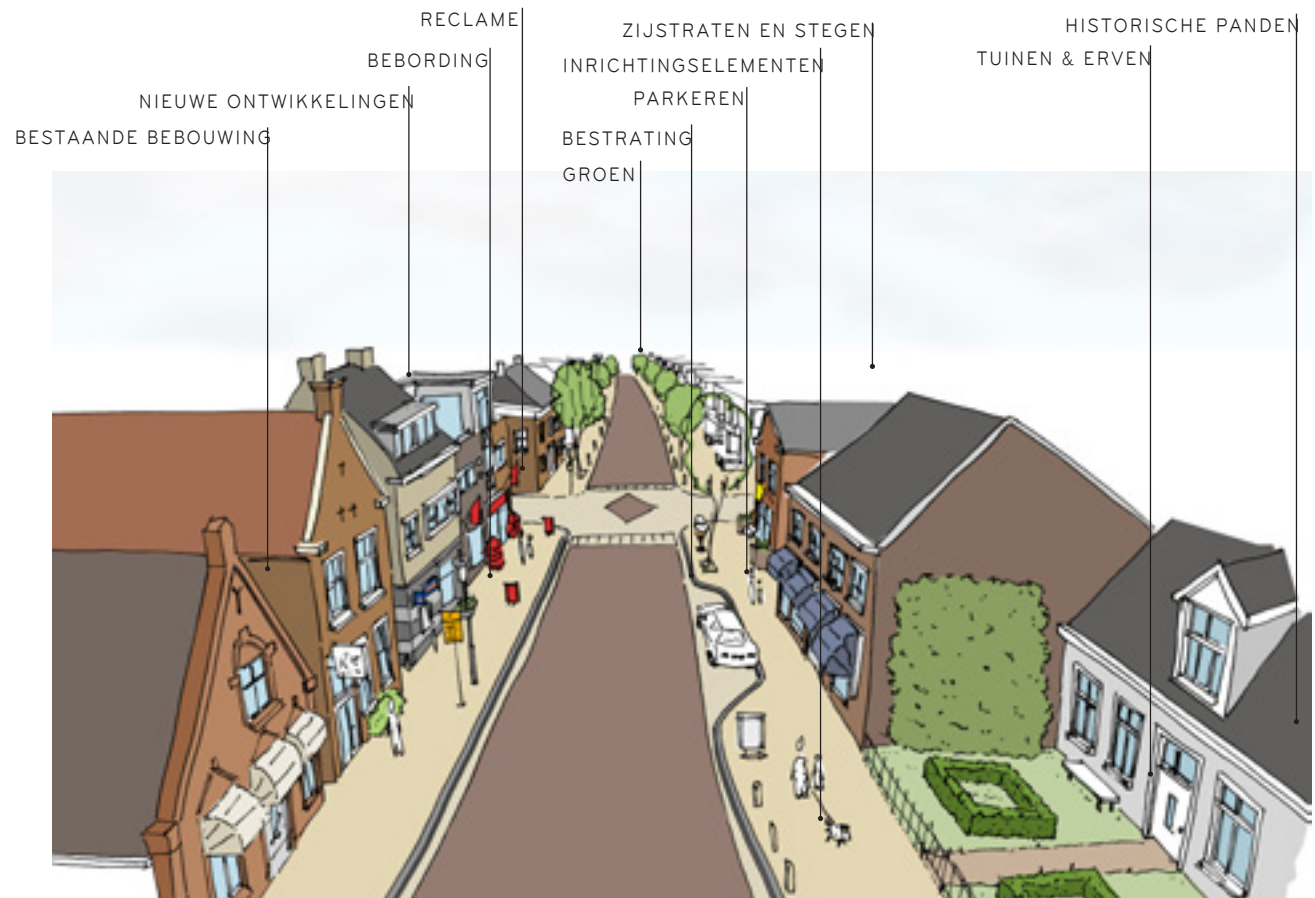 RECLAME
BEBORDING
NIEUWE ONTWIKKELINGEN
BESTAANDE BEBOUWING
ZIJSTRATEN EN STEGEN
INRICHTINGSELEMENTEN
PARKEREN
BESTRATING
GROEN
HISTORISCHE PANDEN
TUINEN & ERVEN